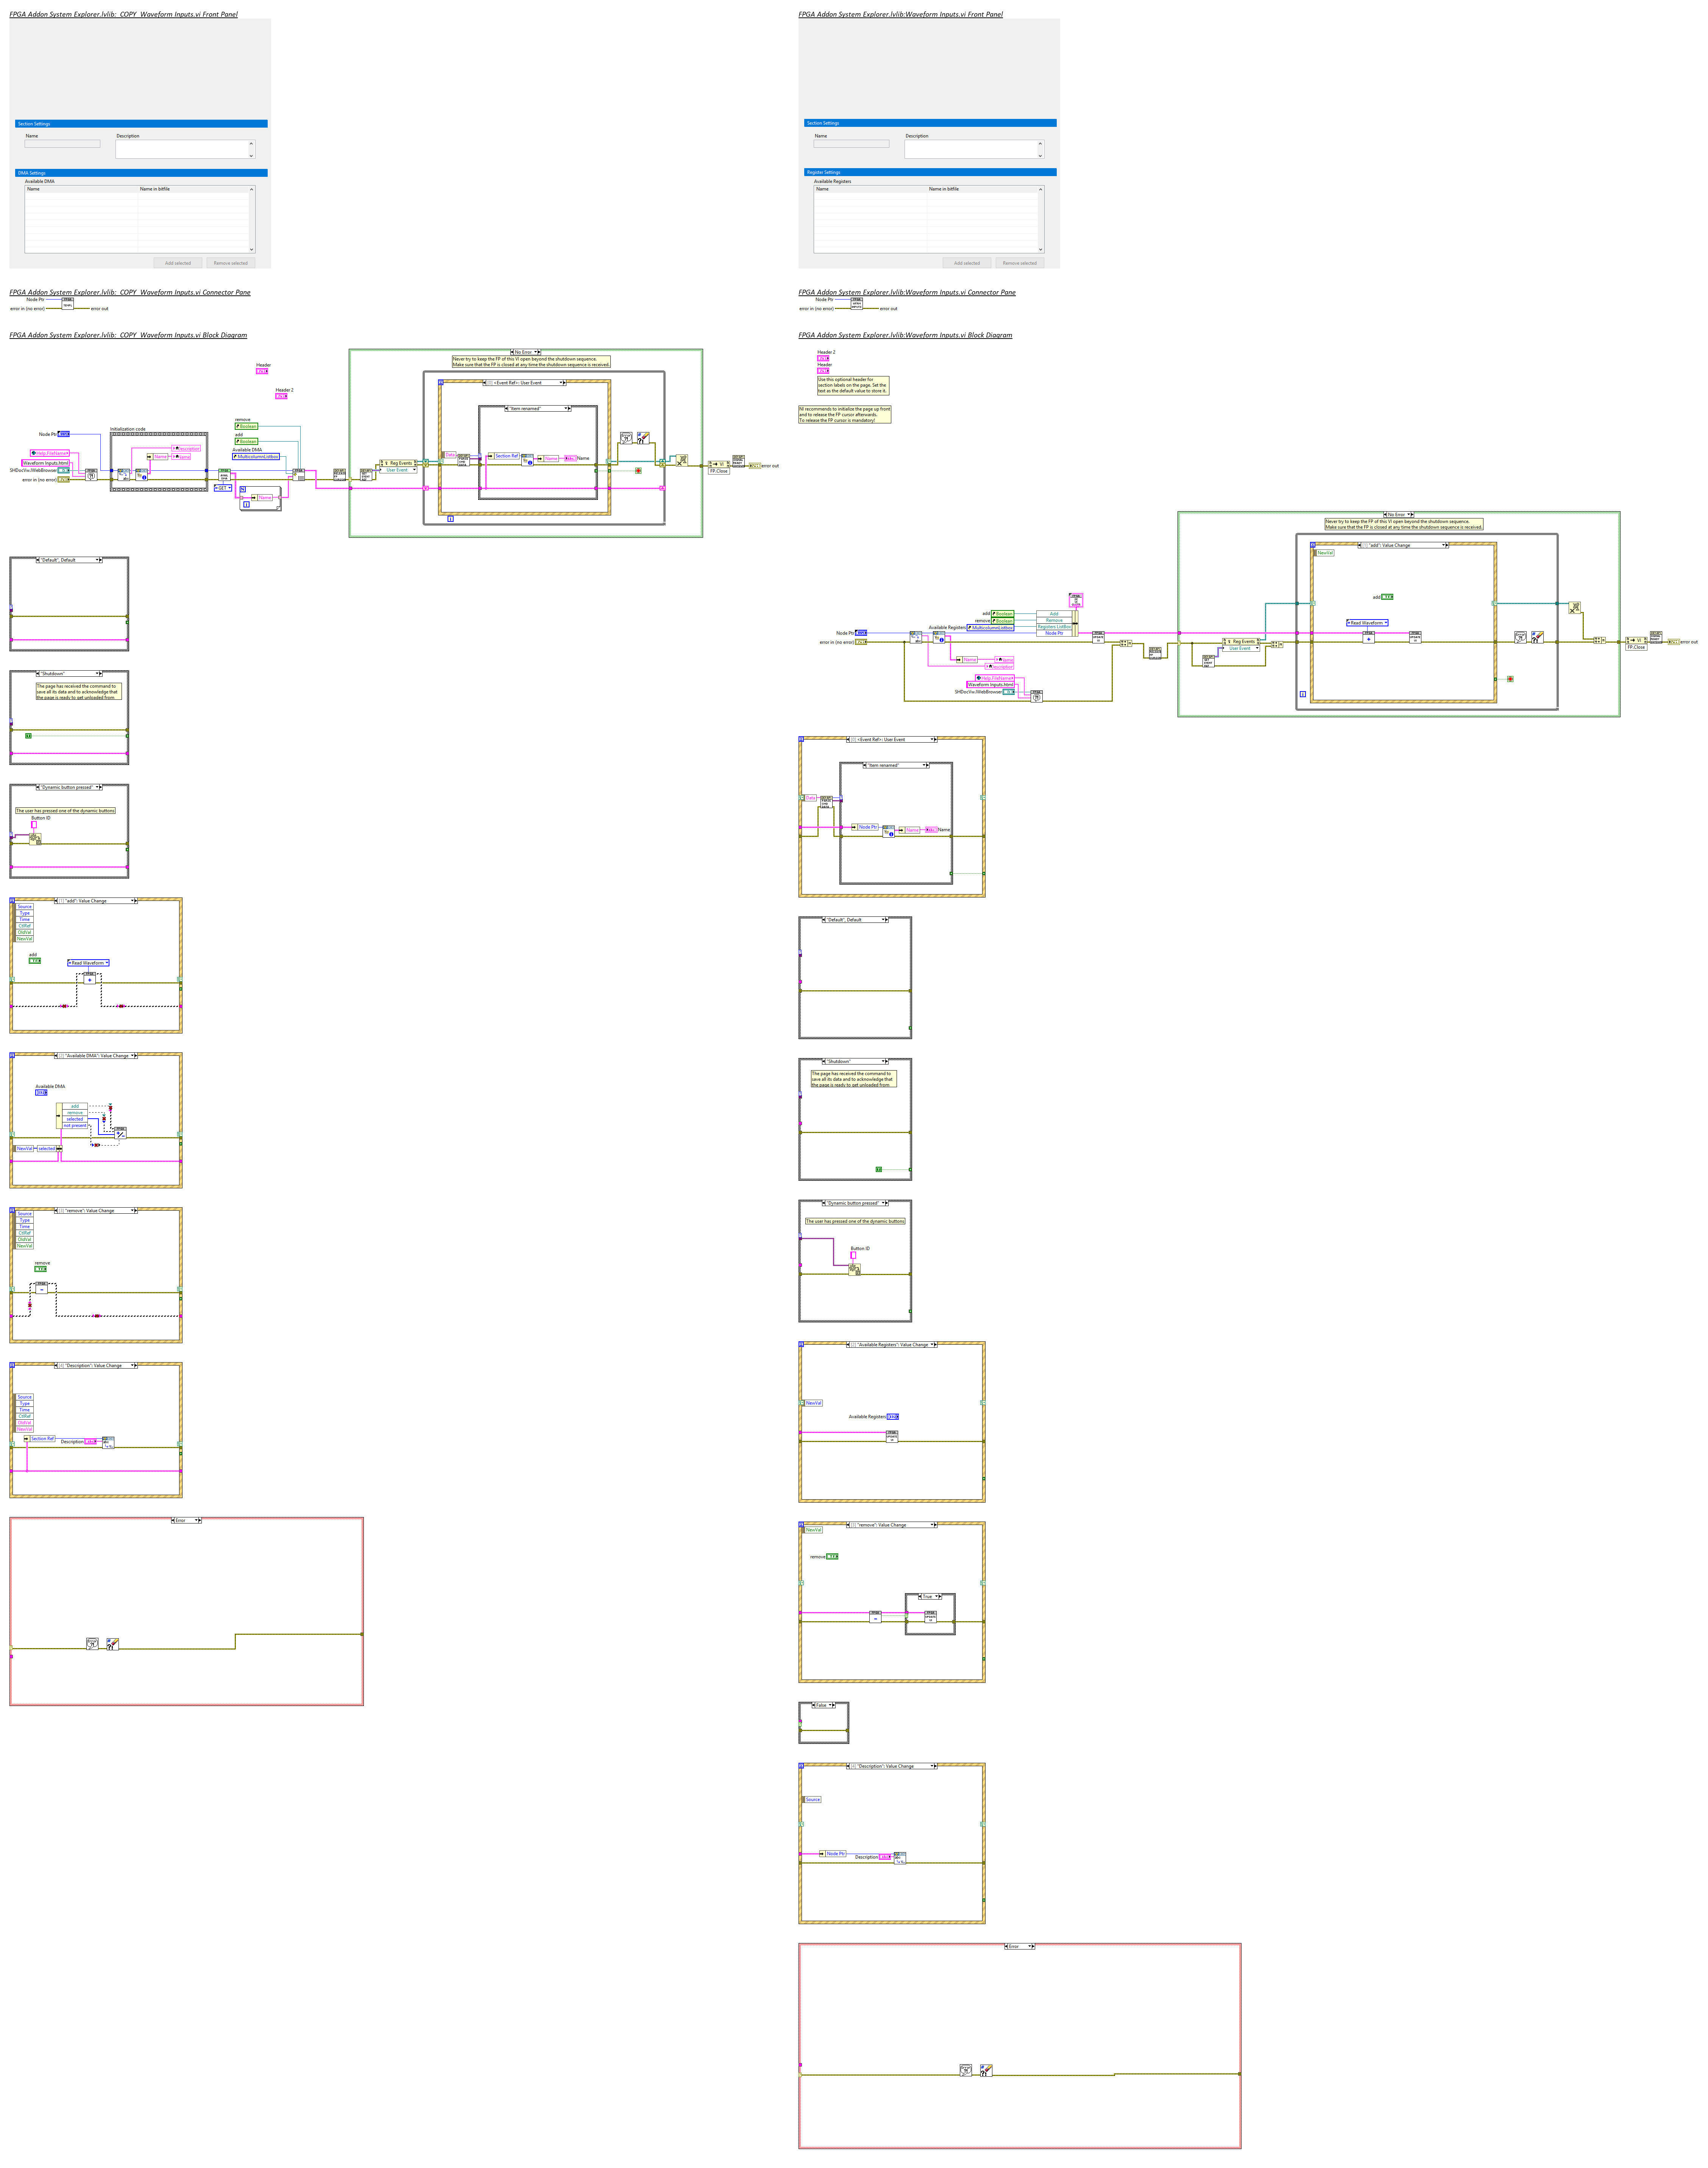 FPGA Addon System Explorer.lvlib:_COPY_Waveform Inputs.vi Front Panel
Section Settings
Name
Description
DMA Settings
Available DMA
Name
Name in bitfile
Add selected
Remove selected
FPGA Addon System Explorer.lvlib:_COPY_Waveform Inputs.vi Connector Pane
Node Ptr
error in (no error)
error out
FPGA Addon System Explorer.lvlib:_COPY_Waveform Inputs.vi Block Diagram
Header
Header 2
No Error
Never try to keep the FP of this VI open beyond the shutdown sequence.
Make sure that the FP is closed at any time the shutdown sequence is received.
[0] <Event Ref>: User Event
"Item renamed"
remove
Boolean
add
Boolean
Available DMA
MulticolumnListbox
Initialization code
Node Ptr
Help.FileName
Waveform Inputs.html
SHDocVw.IWebBrowser
error in (no error)
Description
Name
Name
GET
Name
Reg Events
User Event
Data
Section Ref
Name
Name
VI
FP.Close
error out
"Default", Default
"Shutdown"
The page has received the command to
save all its data and to acknowledge that
the page is ready to get unloaded from
"Dynamic button pressed"
The user has pressed one of the dynamic buttons
Button ID
[1] "add": Value Change
Source
Type
Time
CtlRef
OldVal
NewVal
add
Read Waveform
[2] "Available DMA": Value Change
Available DMA
add
remove
selected
not present
NewVal
selected
[3] "remove": Value Change
Source
Type
Time
CtlRef
OldVal
NewVal
remove
[4] "Description": Value Change
Source
Type
Time
CtlRef
OldVal
NewVal
Section Ref
Description
Error
FPGA Addon System Explorer.lvlib:Waveform Inputs.vi Front Panel
Section Settings
Name
Description
Register Settings
Available Registers
Name
Name in bitfile
Add selected
Remove selected
FPGA Addon System Explorer.lvlib:Waveform Inputs.vi Connector Pane
Node Ptr
error in (no error)
error out
FPGA Addon System Explorer.lvlib:Waveform Inputs.vi Block Diagram
Header 2
Header
Use this optional header for
section labels on the page. Set the
text as the default value to store it.
NI recommends to initialize the page up front
and to release the FP cursor afterwards.
To release the FP cursor is mandatory!
No Error
Never try to keep the FP of this VI open beyond the shutdown sequence.
Make sure that the FP is closed at any time the shutdown sequence is received.
[1] "add": Value Change
NewVal
add
Read Waveform
add
Boolean
remove
Boolean
Available Registers
MulticolumnListbox
Add
Remove
Registers ListBox
Node Ptr
Node Ptr
error in (no error)
Name
Name
Description
Help.FileName
Waveform Inputs.html
SHDocVw.IWebBrowser
Reg Events
User Event
VI
FP.Close
error out
[0] <Event Ref>: User Event
"Item renamed"
Data
Node Ptr
Name
Name
"Default", Default
"Shutdown"
The page has received the command to
save all its data and to acknowledge that
the page is ready to get unloaded from
"Dynamic button pressed"
The user has pressed one of the dynamic buttons
Button ID
[2] "Available Registers": Value Change
NewVal
Available Registers
[3] "remove": Value Change
NewVal
remove
True
False
[4] "Description": Value Change
Source
Node Ptr
Description
Error